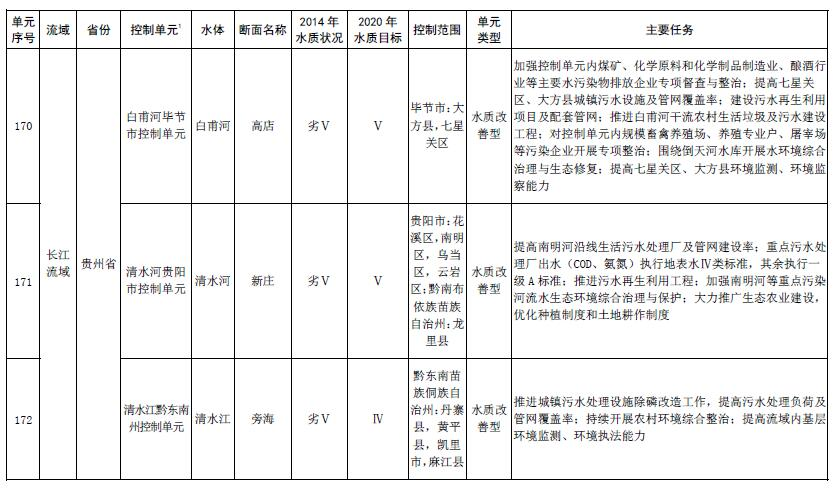 单元
序号
流域
省份
控制单元¹
水体
断面名称
2014 年
水质状况
2020 年
水质目标
控制范围
单元
类型
主要任务
170
长江
流域
贵州省
白甫河毕节
市控制单元
白甫河
高店
劣Ⅴ
Ⅴ
毕节市：大
方县，七星
关区
水质改
善型
加强控制单元内煤矿、化学原料和化学制品制造业、酿酒行
业等主要水污染物排放企业专项督查与整治；提高七星关
区、大方县城镇污水设施及管网覆盖率；建设污水再生利用
项目及配套管网；推进白甫河干流农村生活垃圾及污水建设
工程；对控制单元内规模畜禽养殖场、养殖专业户、屠宰场
等污染企业开展专项整治；围绕倒天河水库开展水环境综合
治理与生态修复；提高七星关区、大方县环境监测、环境监
察能力
171
清水河贵阳
市控制单元
清水河
新庄
劣Ⅴ
Ⅴ
贵阳市：花
溪区，南明
区，乌当
区，云岩
区；黔南布
依族苗族
自治州：龙
里县
水质改
善型
提高南明河沿线生活污水处理厂及管网建设率；重点污水处
理厂出水（COD、氨氮）执行地表水Ⅳ类标准，其余执行一
级 A 标准；推进污水再生利用工程；加强南明河等重点污染
河流水生态环境综合治理与保护；大力推广生态农业建设，
优化种植制度和土地耕作制度
172
清水江黔东南
州控制单元
清水江
旁海
劣Ⅴ
Ⅳ
黔东南苗
族侗族自
治州：丹寨
县，黄平
县，凯里
市，麻江县
水质改
善型
推进城镇污水处理设施除磷改造工作，提高污水处理负荷及
管网覆盖率；持续开展农村环境综合整治；提高流域内基层
环境监测、环境执法能力